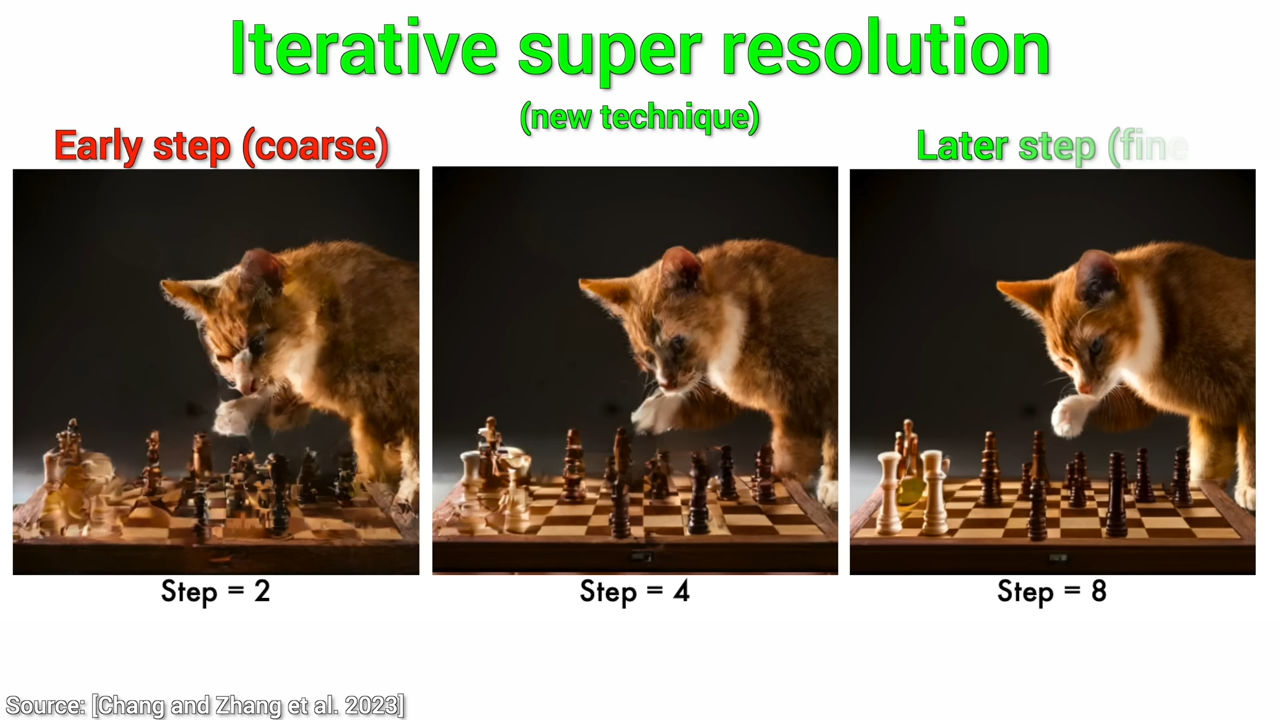 Iterative super resolution
(new technique)
Early step (coarse)
Later step (fine
Step = 2
Step = 4
Step = 8
Source: [Chang and Zhang et al. 2023]